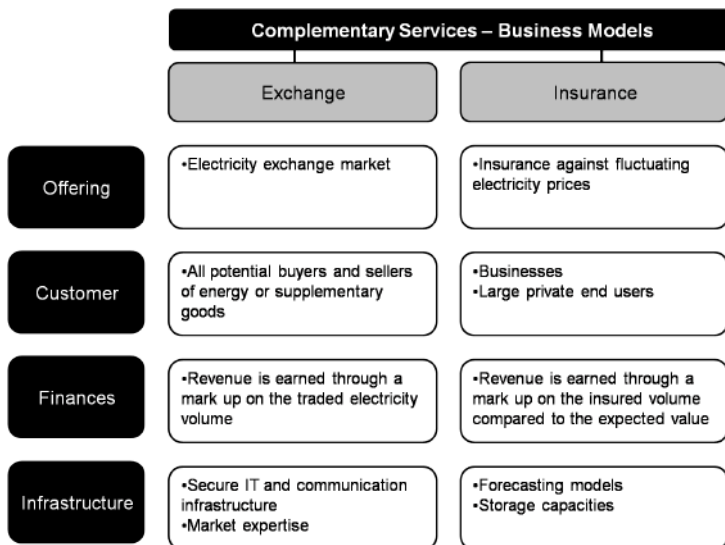 Complementary Services – Business Models
Exchange
Insurance
Offering
•Electricity exchange market
•Insurance against fluctuating
electricity prices
Customer
•All potential buyers and sellers
of energy or supplementary
goods
•Businesses
•Large private end users
Finances
•Revenue is earned through a
mark up on the traded electricity
volume
•Revenue is earned through a
mark up on the insured volume
compared to the expected value
Infrastructure
•Secure IT and communication
infrastructure
•Market expertise
•Forecasting models
•Storage capacities